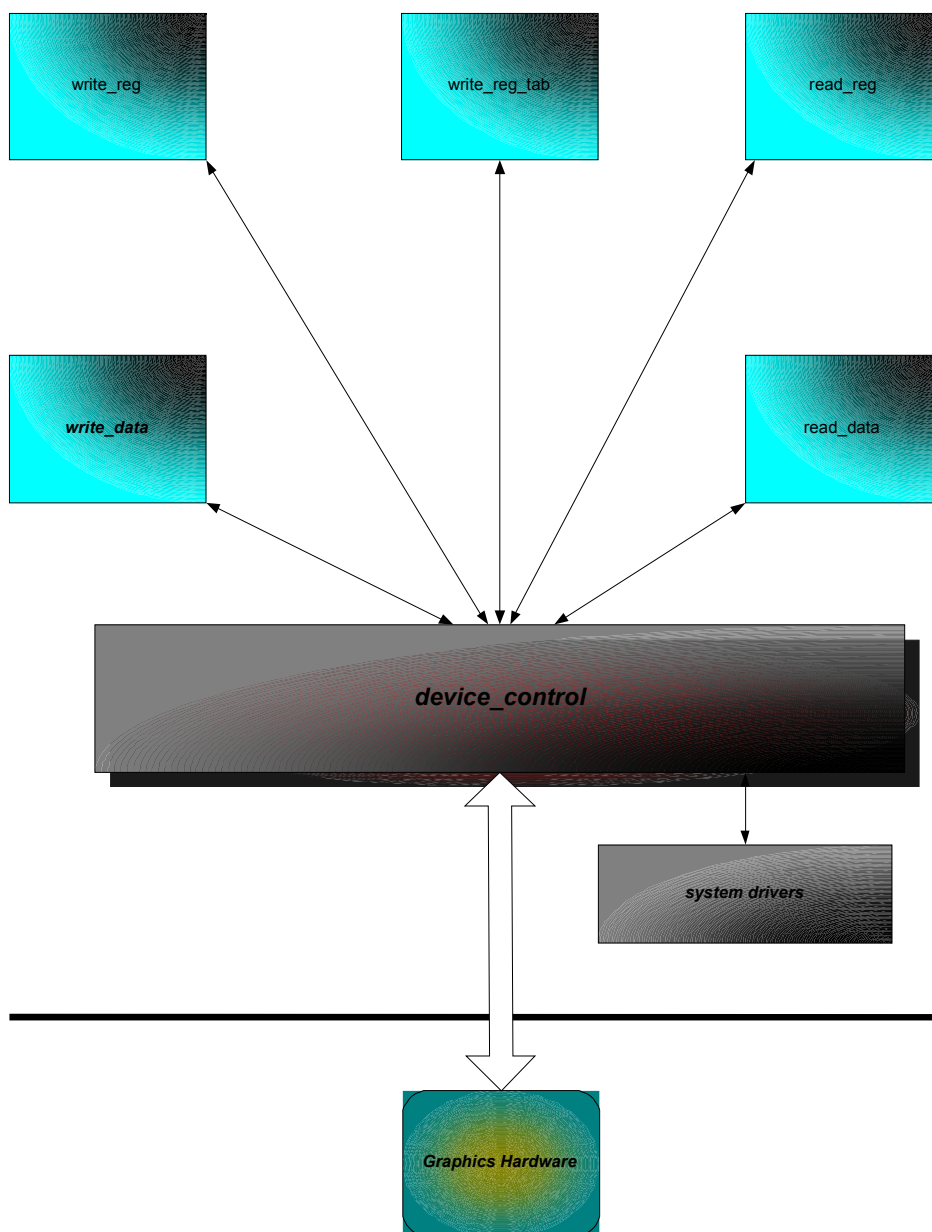 write_reg
write_reg_tab
read_reg
write_data
read_data
device_control
system drivers
Graphics Hardware